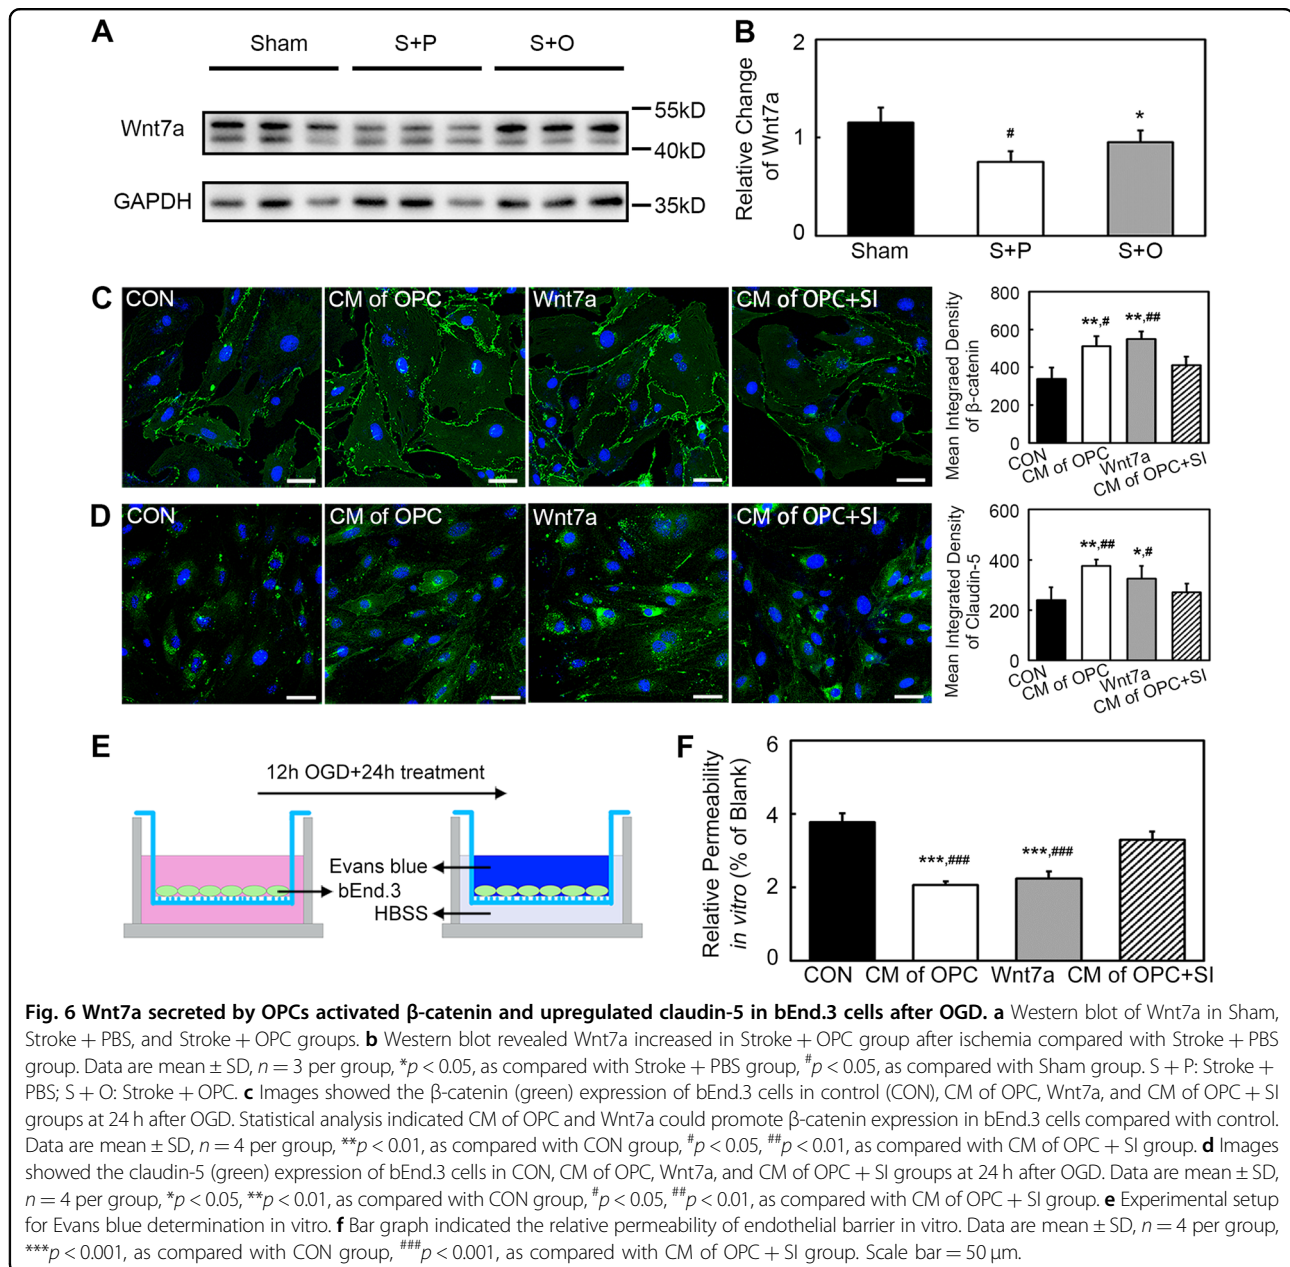 A
Sham
S+P
S+O
Wnt7a
55kD
40kD
GAPDH
35kD
B
Relative Change
of Wnt7a
2
1
0
#
*
Sham
S+P
S+O
C
CON
CM of OPC
Wnt7a
CM of OPC+SI
Mean Integraed Density
of β-catenin
800
600
400
200
0
**,#
**,##
CON
CM of OPC
Wnt7a
CM of OPC+SI
D
CON
CM of OPC
Wnt7a
CM of OPC+SI
Mean Integrated Density
of Claudin-5
600
400
200
0
**,##
*,#
CON
CM of OPC
Wnt7a
CM of OPC+SI
E
12h OGD+24h treatment
Evans blue
bEnd.3
HBSS
F
Relative Permeability
in vitro (% of Blank)
6
4
2
0
***,###
***,###
CON
CM of OPC
Wnt7a
CM of OPC+SI
Fig. 6 Wnt7a secreted by OPCs activated β-catenin and upregulated claudin-5 in bEnd.3 cells after OGD. a Western blot of Wnt7a in Sham,
Stroke + PBS, and Stroke + OPC groups. b Western blot revealed Wnt7a increased in Stroke + OPC group after ischemia compared with Stroke + PBS
group. Data are mean ± SD, n = 3 per group, *p < 0.05, as compared with Stroke + PBS group, #p < 0.05, as compared with Sham group. S + P: Stroke +
PBS; S + O: Stroke + OPC. c Images showed the β-catenin (green) expression of bEnd.3 cells in control (CON), CM of OPC, Wnt7a, and CM of OPC + SI
groups at 24 h after OGD. Statistical analysis indicated CM of OPC and Wnt7a could promote β-catenin expression in bEnd.3 cells compared with control.
Data are mean ± SD, n = 4 per group, **p < 0.01, as compared with CON group, #p < 0.05, ##p < 0.01, as compared with CM of OPC + SI group. d Images
showed the claudin-5 (green) expression of bEnd.3 cells in CON, CM of OPC, Wnt7a, and CM of OPC + SI groups at 24 h after OGD. Data are mean ± SD,
n = 4 per group, *p < 0.05, **p < 0.01, as compared with CON group, #p < 0.05, ##p < 0.01, as compared with CM of OPC + SI group. e Experimental setup
for Evans blue determination in vitro. f Bar graph indicated the relative permeability of endothelial barrier in vitro. Data are mean ± SD, n = 4 per group,
***p < 0.001, as compared with CON group, ###p < 0.001, as compared with CM of OPC + SI group. Scale bar = 50 μm.